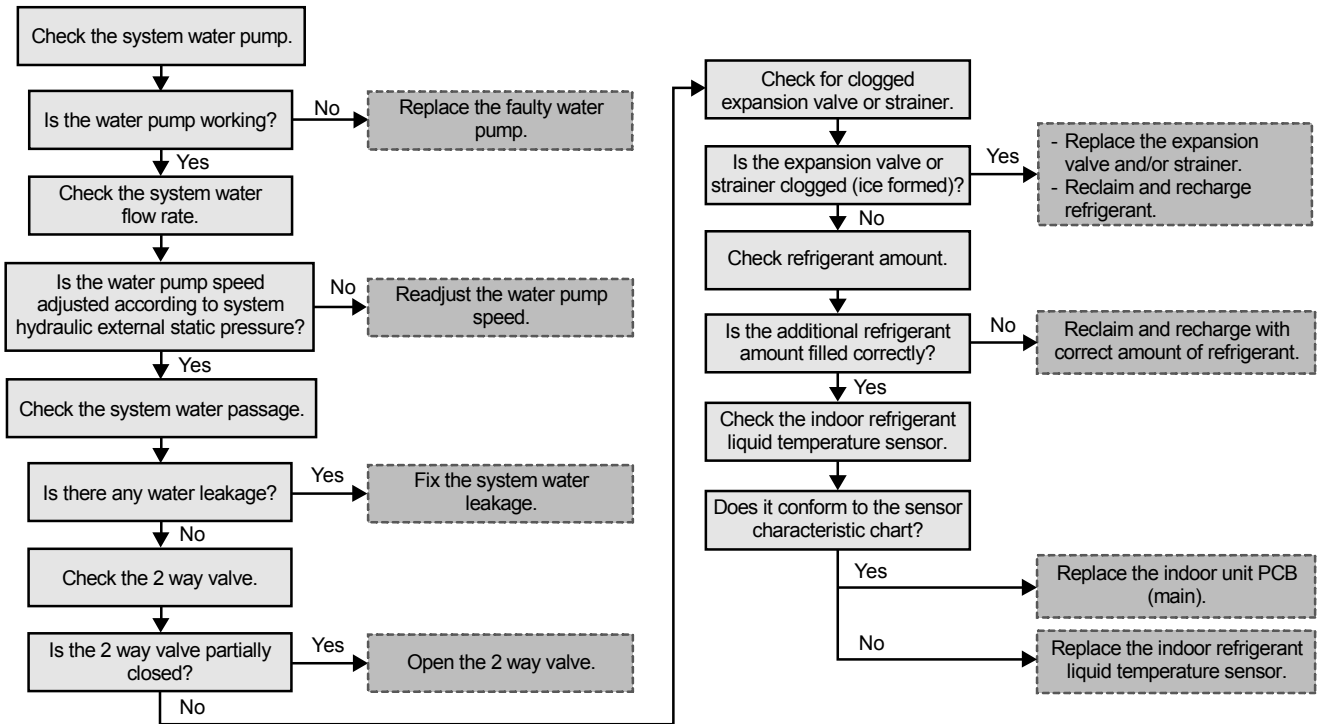 Check the system water pump.
Is the water pump working?
No
Replace the faulty water
pump.
Yes
Check the system water
flow rate.
Is the water pump speed
adjusted according to system
hydraulic external static pressure?
No
Readjust the water pump
speed.
Yes
Check the system water passage.
Is there any water leakage?
Yes
Fix the system water
leakage.
No
Check the 2 way valve.
Is the 2 way valve partially
closed?
Yes
Open the 2 way valve.
No
Check for clogged
expansion valve or strainer.
Is the expansion valve or
strainer clogged (ice formed)?
Yes
- Replace the expansion
valve and/or strainer.
- Reclaim and recharge
refrigerant.
No
Check refrigerant amount.
Is the additional refrigerant
amount filled correctly?
No
Reclaim and recharge with
correct amount of refrigerant.
Yes
Check the indoor refrigerant
liquid temperature sensor.
Does it conform to the sensor
characteristic chart?
Yes
Replace the indoor unit PCB
(main).
No
Replace the indoor refrigerant
liquid temperature sensor.